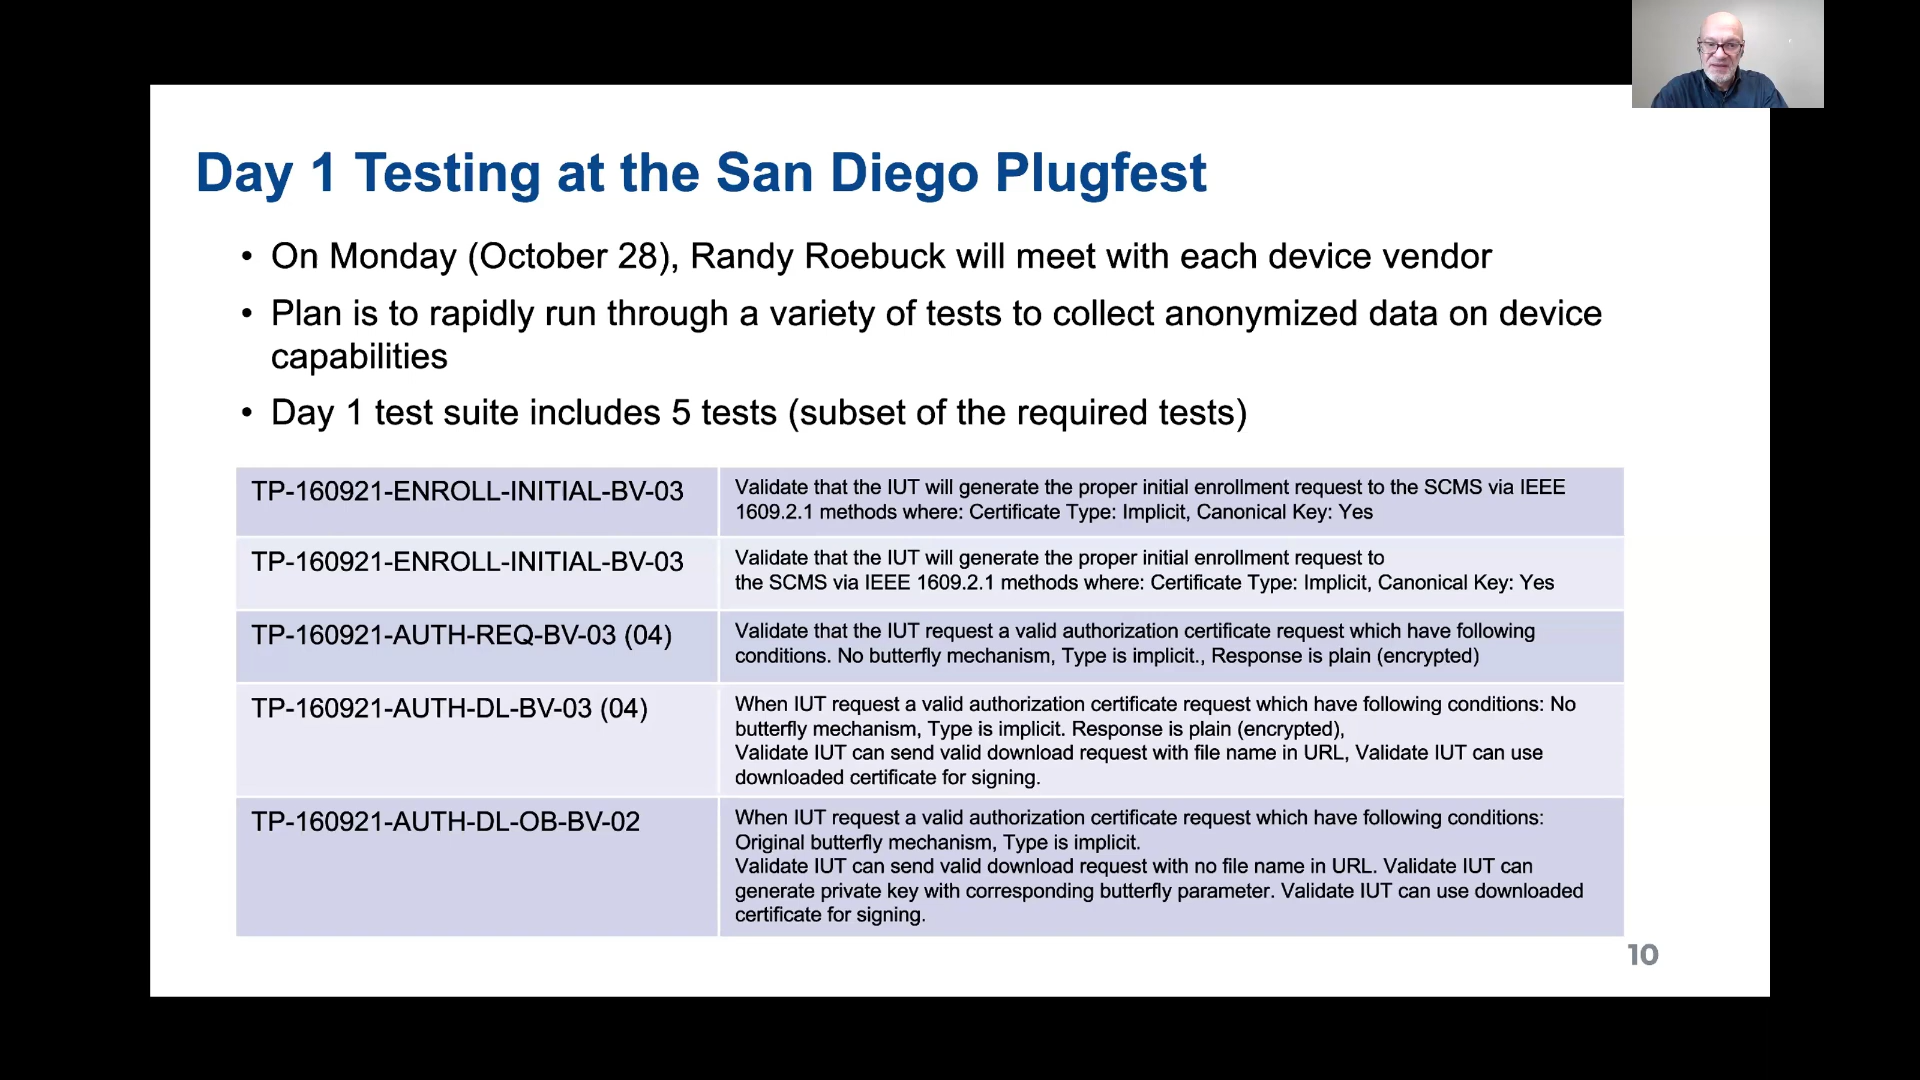 Day 1 Testing at the San Diego Plugfest
• On Monday (October 28), Randy Roebuck will meet with each device vendor
• Plan is to rapidly run through a variety of tests to collect anonymized data on device
capabilities
• Day 1 test suite includes 5 tests (subset of the required tests)
TP-160921-ENROLL-INITIAL-BV-03
Validate that the IUT will generate the proper initial enrollment request to the SCMS via IEEE
1609.2.1 methods where: Certificate Type: Implicit, Canonical Key: Yes
TP-160921-ENROLL-INITIAL-BV-03
Validate that the IUT will generate the proper initial enrollment request to
the SCMS via IEEE 1609.2.1 methods where: Certificate Type: Implicit, Canonical Key: Yes
TP-160921-AUTH-REQ-BV-03 (04)
Validate that the IUT request a valid authorization certificate request which have following
conditions. No butterfly mechanism, Type is implicit., Response is plain (encrypted)
TP-160921-AUTH-DL-BV-03 (04)
When IUT request a valid authorization certificate request which have following conditions: No
butterfly mechanism, Type is implicit. Response is plain (encrypted),
Validate IUT can send valid download request with file name in URL, Validate IUT can use
downloaded certificate for signing.
TP-160921-AUTH-DL-OB-BV-02
When IUT request a valid authorization certificate request which have following conditions:
Original butterfly mechanism, Type is implicit.
Validate IUT can send valid download request with no file name in URL. Validate IUT can
generate private key with corresponding butterfly parameter. Validate IUT can use downloaded
certificate for signing.
10